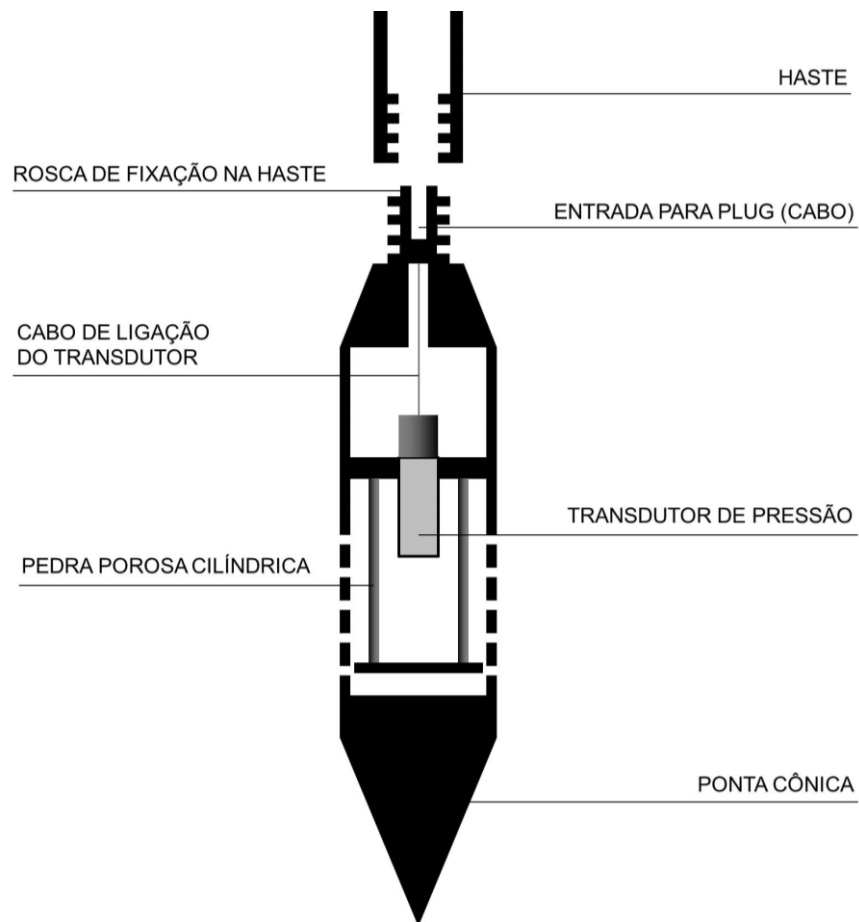 HASTE
ROSCA DE FIXAÇÃO NA HASTE
ENTRADA PARA PLUG (CABO)
CABO DE LIGAÇÃO
DO TRANSDUTOR
TRANSDUTOR DE PRESSÃO
PEDRA POROSA CILÍNDRICA
PONTA CÔNICA